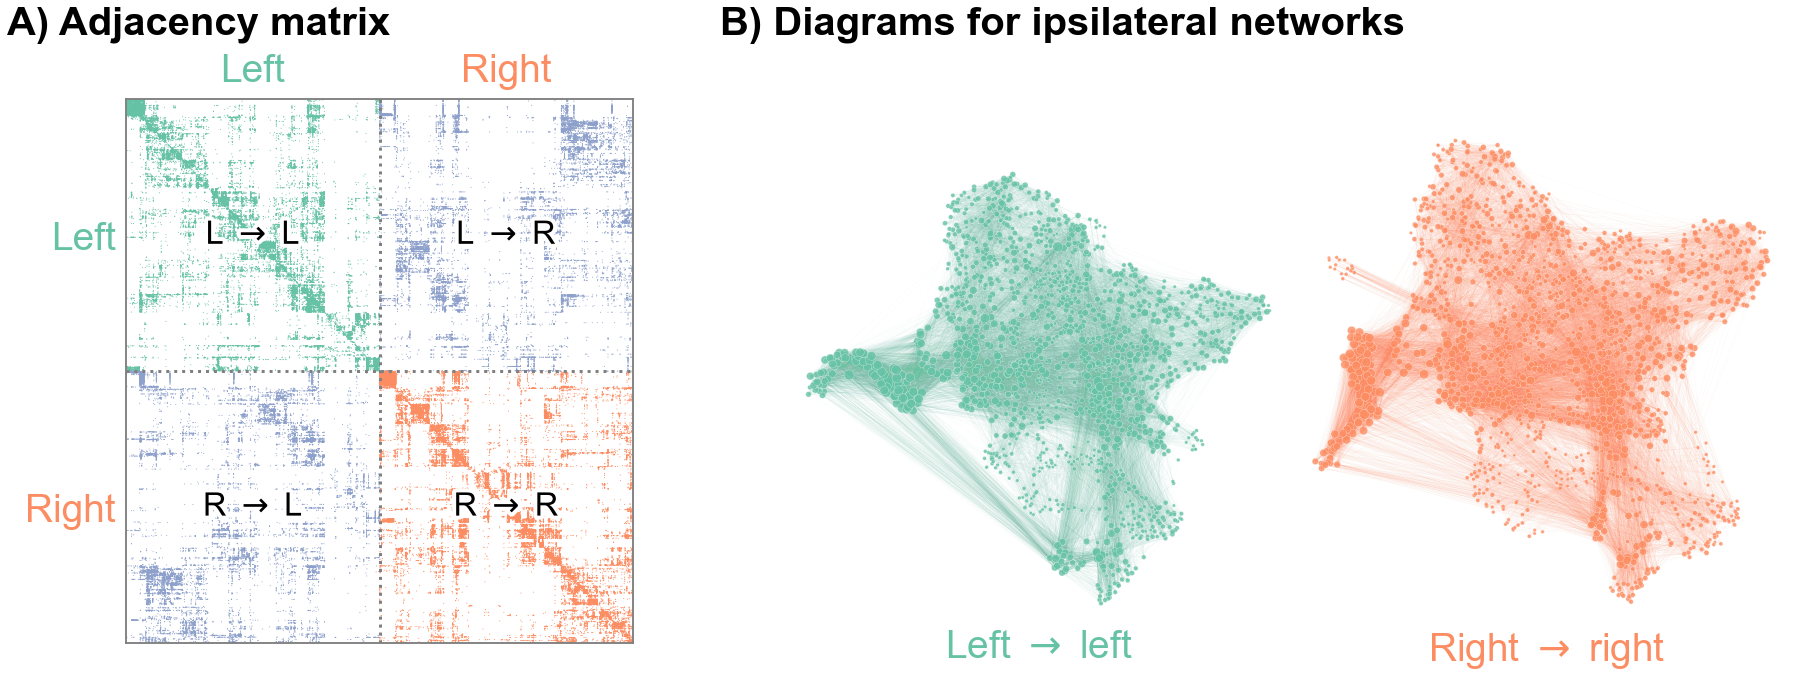 A) Adjacency matrix
Left
Right
Left
Right
L → L
L → R
R → L
R → R
B) Diagrams for ipsilateral networks
Left → left
Right → right